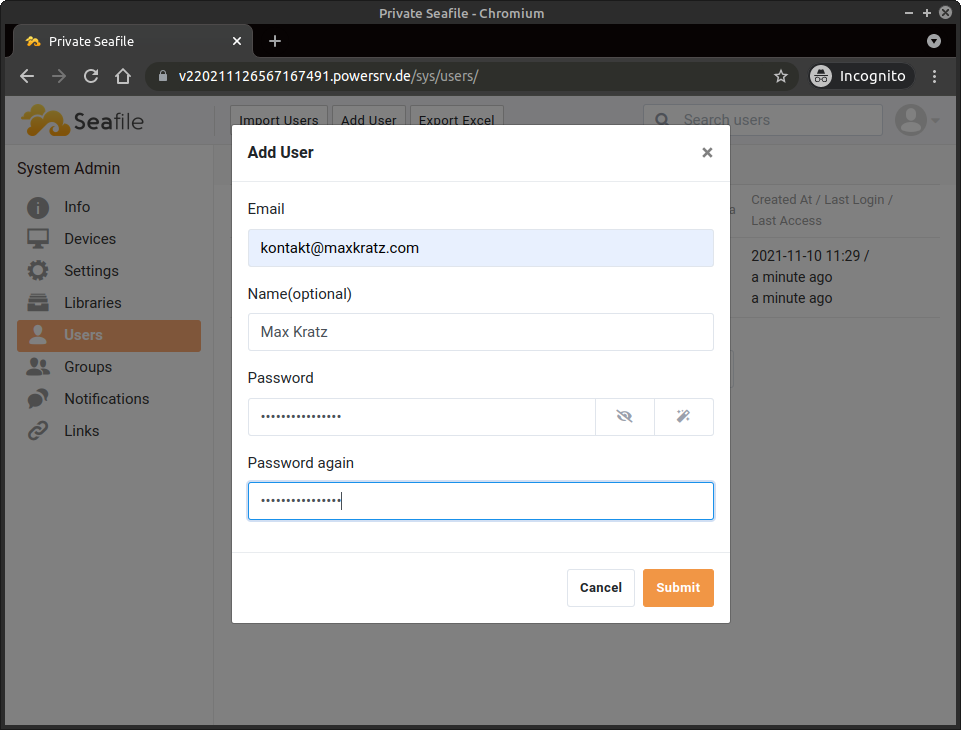 Private Seafile - Chromium
Private Seafile
v220211126567167491.powersrv.de/sys/users/
Incognito
Seafile
Import Users
Add User
Export Excel
Search users
System Admin
Info
Devices
Settings
Libraries
Users
Groups
Notifications
Links
Add User
Email
kontakt@maxkratz.com
Name(optional)
Max Kratz
Password
••••••••••••••••
Password again
••••••••••••••••
Cancel
Submit
a
Created At / Last Login /
Last Access
2021-11-10 11:29 /
a minute ago
a minute ago